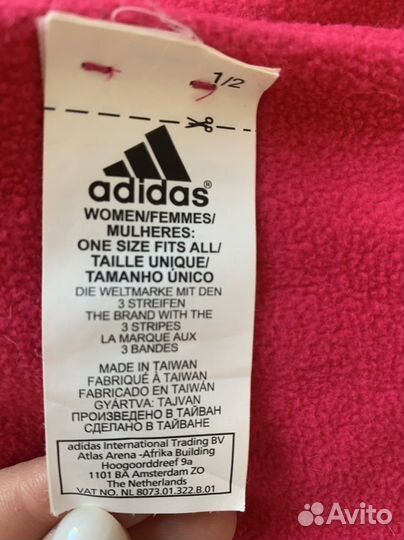 1/2
adidas®
WOMEN/FEMMES/
MULHERES:
ONE SIZE FITS ALL/
TAILLE UNIQUE/
TAMANHO ÚNICO
DIE WELTMARKE MIT DEN
3 STREIFEN
THE BRAND WITH THE
3 STRIPES
LA MARQUE AUX
3 BANDES
MADE IN TAIWAN
FABRIQUÉ À TAIWAN
FABRICADO EN TAIWÁN
GYÁRTVA: TAJVAN
ПРОИЗВЕДЕНО В ТАЙВАН
СДЕЛАНО В ТАЙВАНЕ
adidas International Trading BV
Atlas Arena -Afrika Building
Hoogoorddreef 9a
1101 BA Amsterdam ZO
The Netherlands
VAT NO. NL 8073.01.322.B.01
Avito